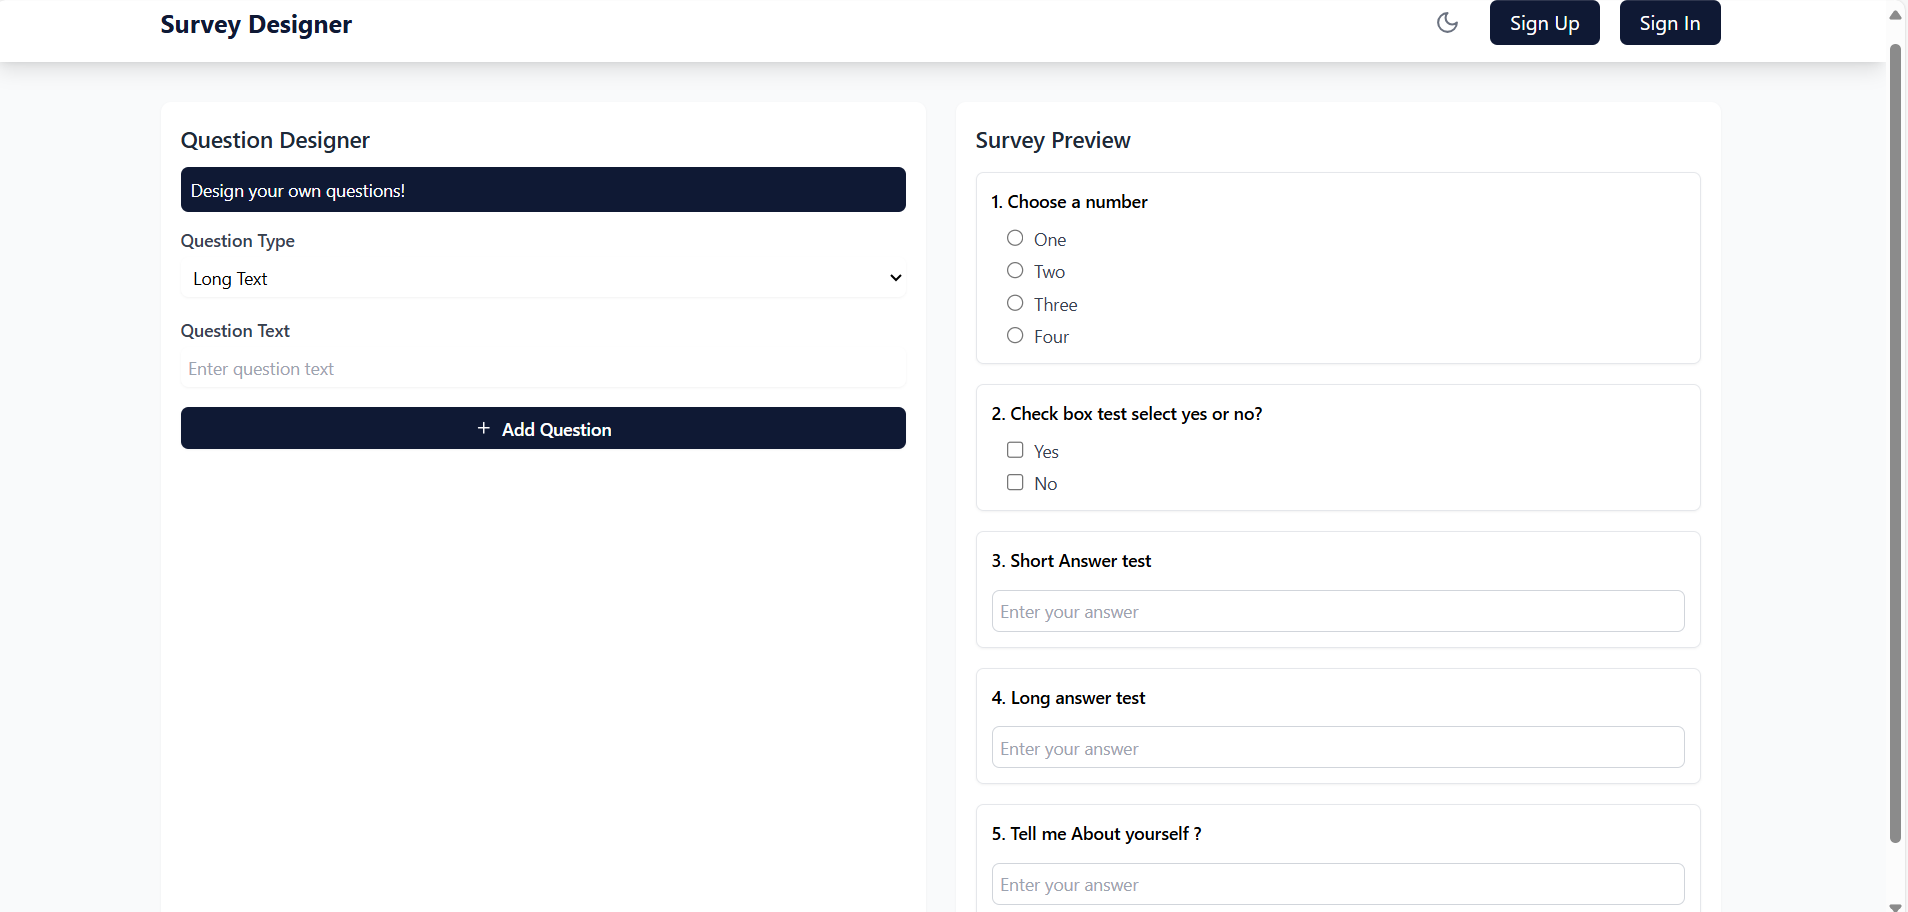 Survey Designer
Sign Up
Sign In
Question Designer
Design your own questions!
Question Type
Long Text
Question Text
Enter question text
+ Add Question
Survey Preview
1. Choose a number
One
Two
Three
Four
2. Check box test select yes or no?
Yes
No
3. Short Answer test
Enter your answer
4. Long answer test
Enter your answer
5. Tell me About yourself ?
Enter your answer